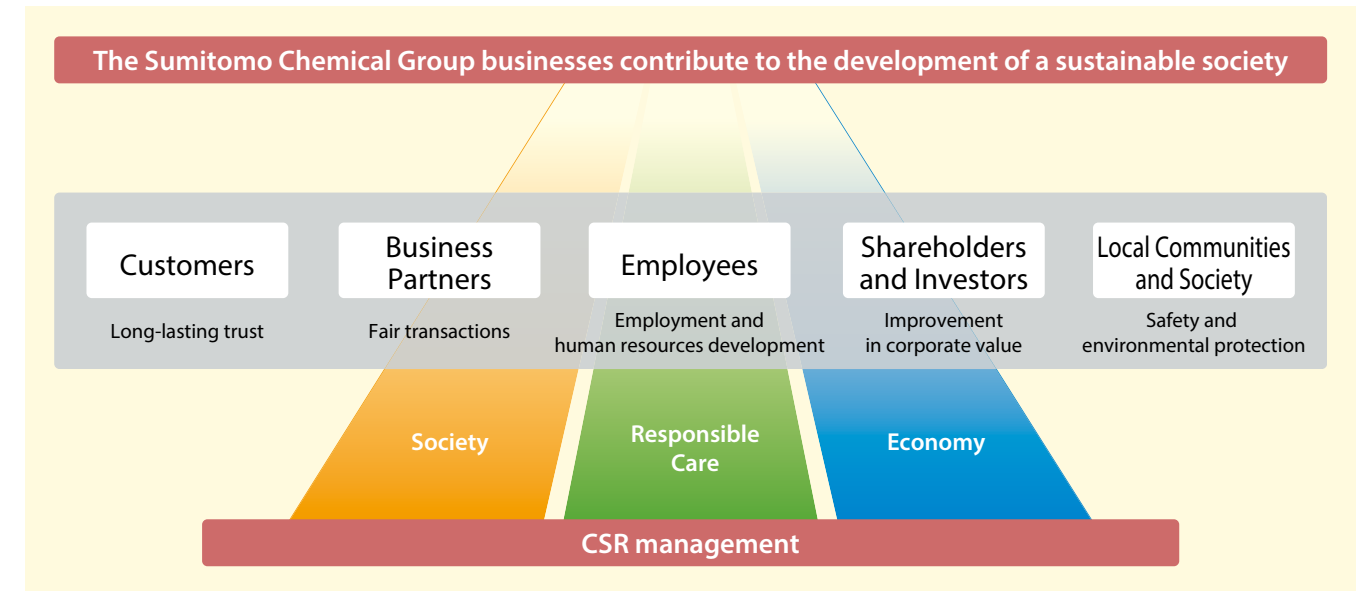 The Sumitomo Chemical Group businesses contribute to the development of a sustainable society
Customers
Long-lasting trust
Business
Partners
Fair transactions
Employees
Employment and
human resources development
Shareholders
and Investors
Improvement
in corporate value
Local Communities
and Society
Safety and
environmental protection
Society
Responsible
Care
Economy
CSR management